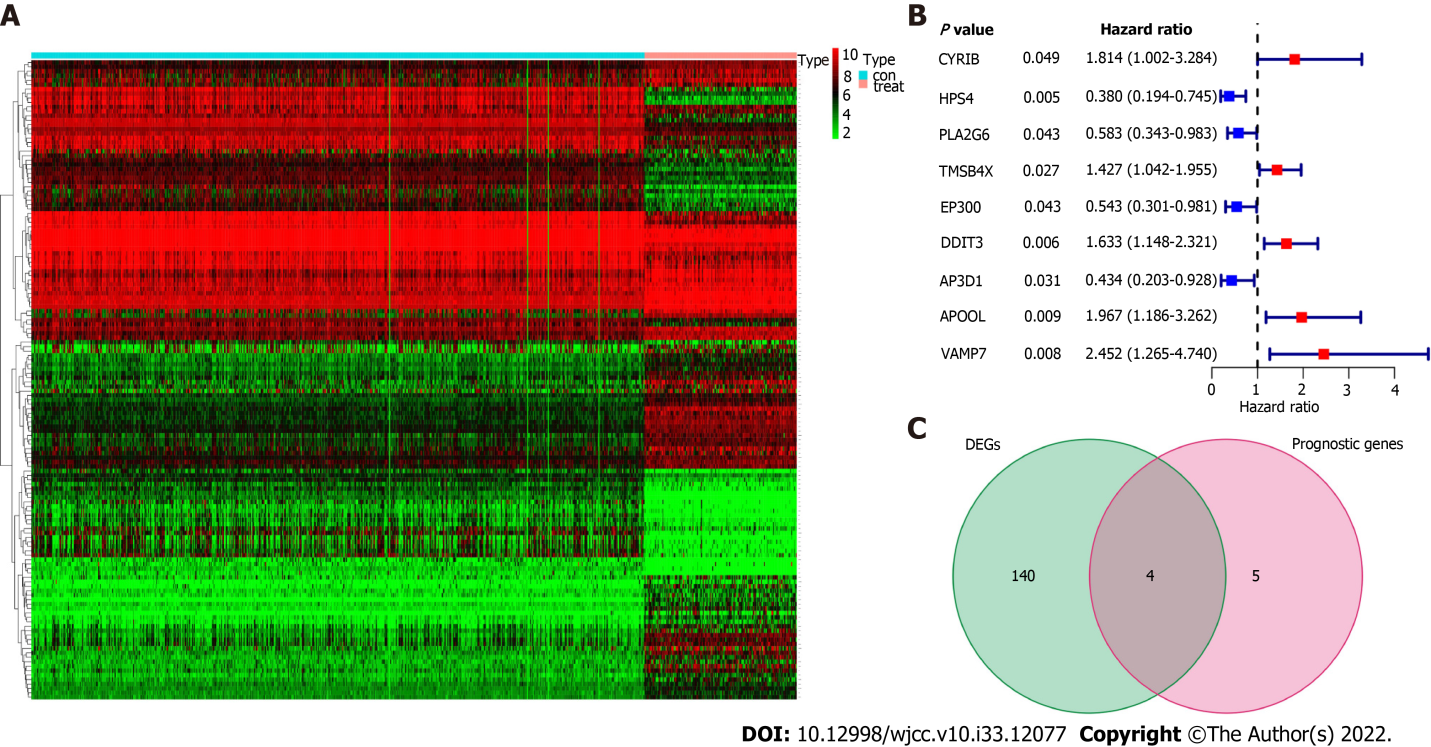 A
Type
10
8
6
4
2
Type
con
treat
B
P value Hazard ratio
CYRIB 0.049 1.814 (1.002-3.284)
HPS4 0.005 0.380 (0.194-0.745)
PLA2G6 0.043 0.583 (0.343-0.983)
TMSB4X 0.027 1.427 (1.042-1.955)
EP300 0.043 0.543 (0.301-0.981)
DDIT3 0.006 1.633 (1.148-2.321)
AP3D1 0.031 0.434 (0.203-0.928)
APOOL 0.009 1.967 (1.186-3.262)
VAMP7 0.008 2.452 (1.265-4.740)
0 1 2 3 4
Hazard ratio
C
DEGs Prognostic genes
140 4 5
DOI: 10.12998/wjcc.v10.i33.12077 Copyright ©The Author(s) 2022.